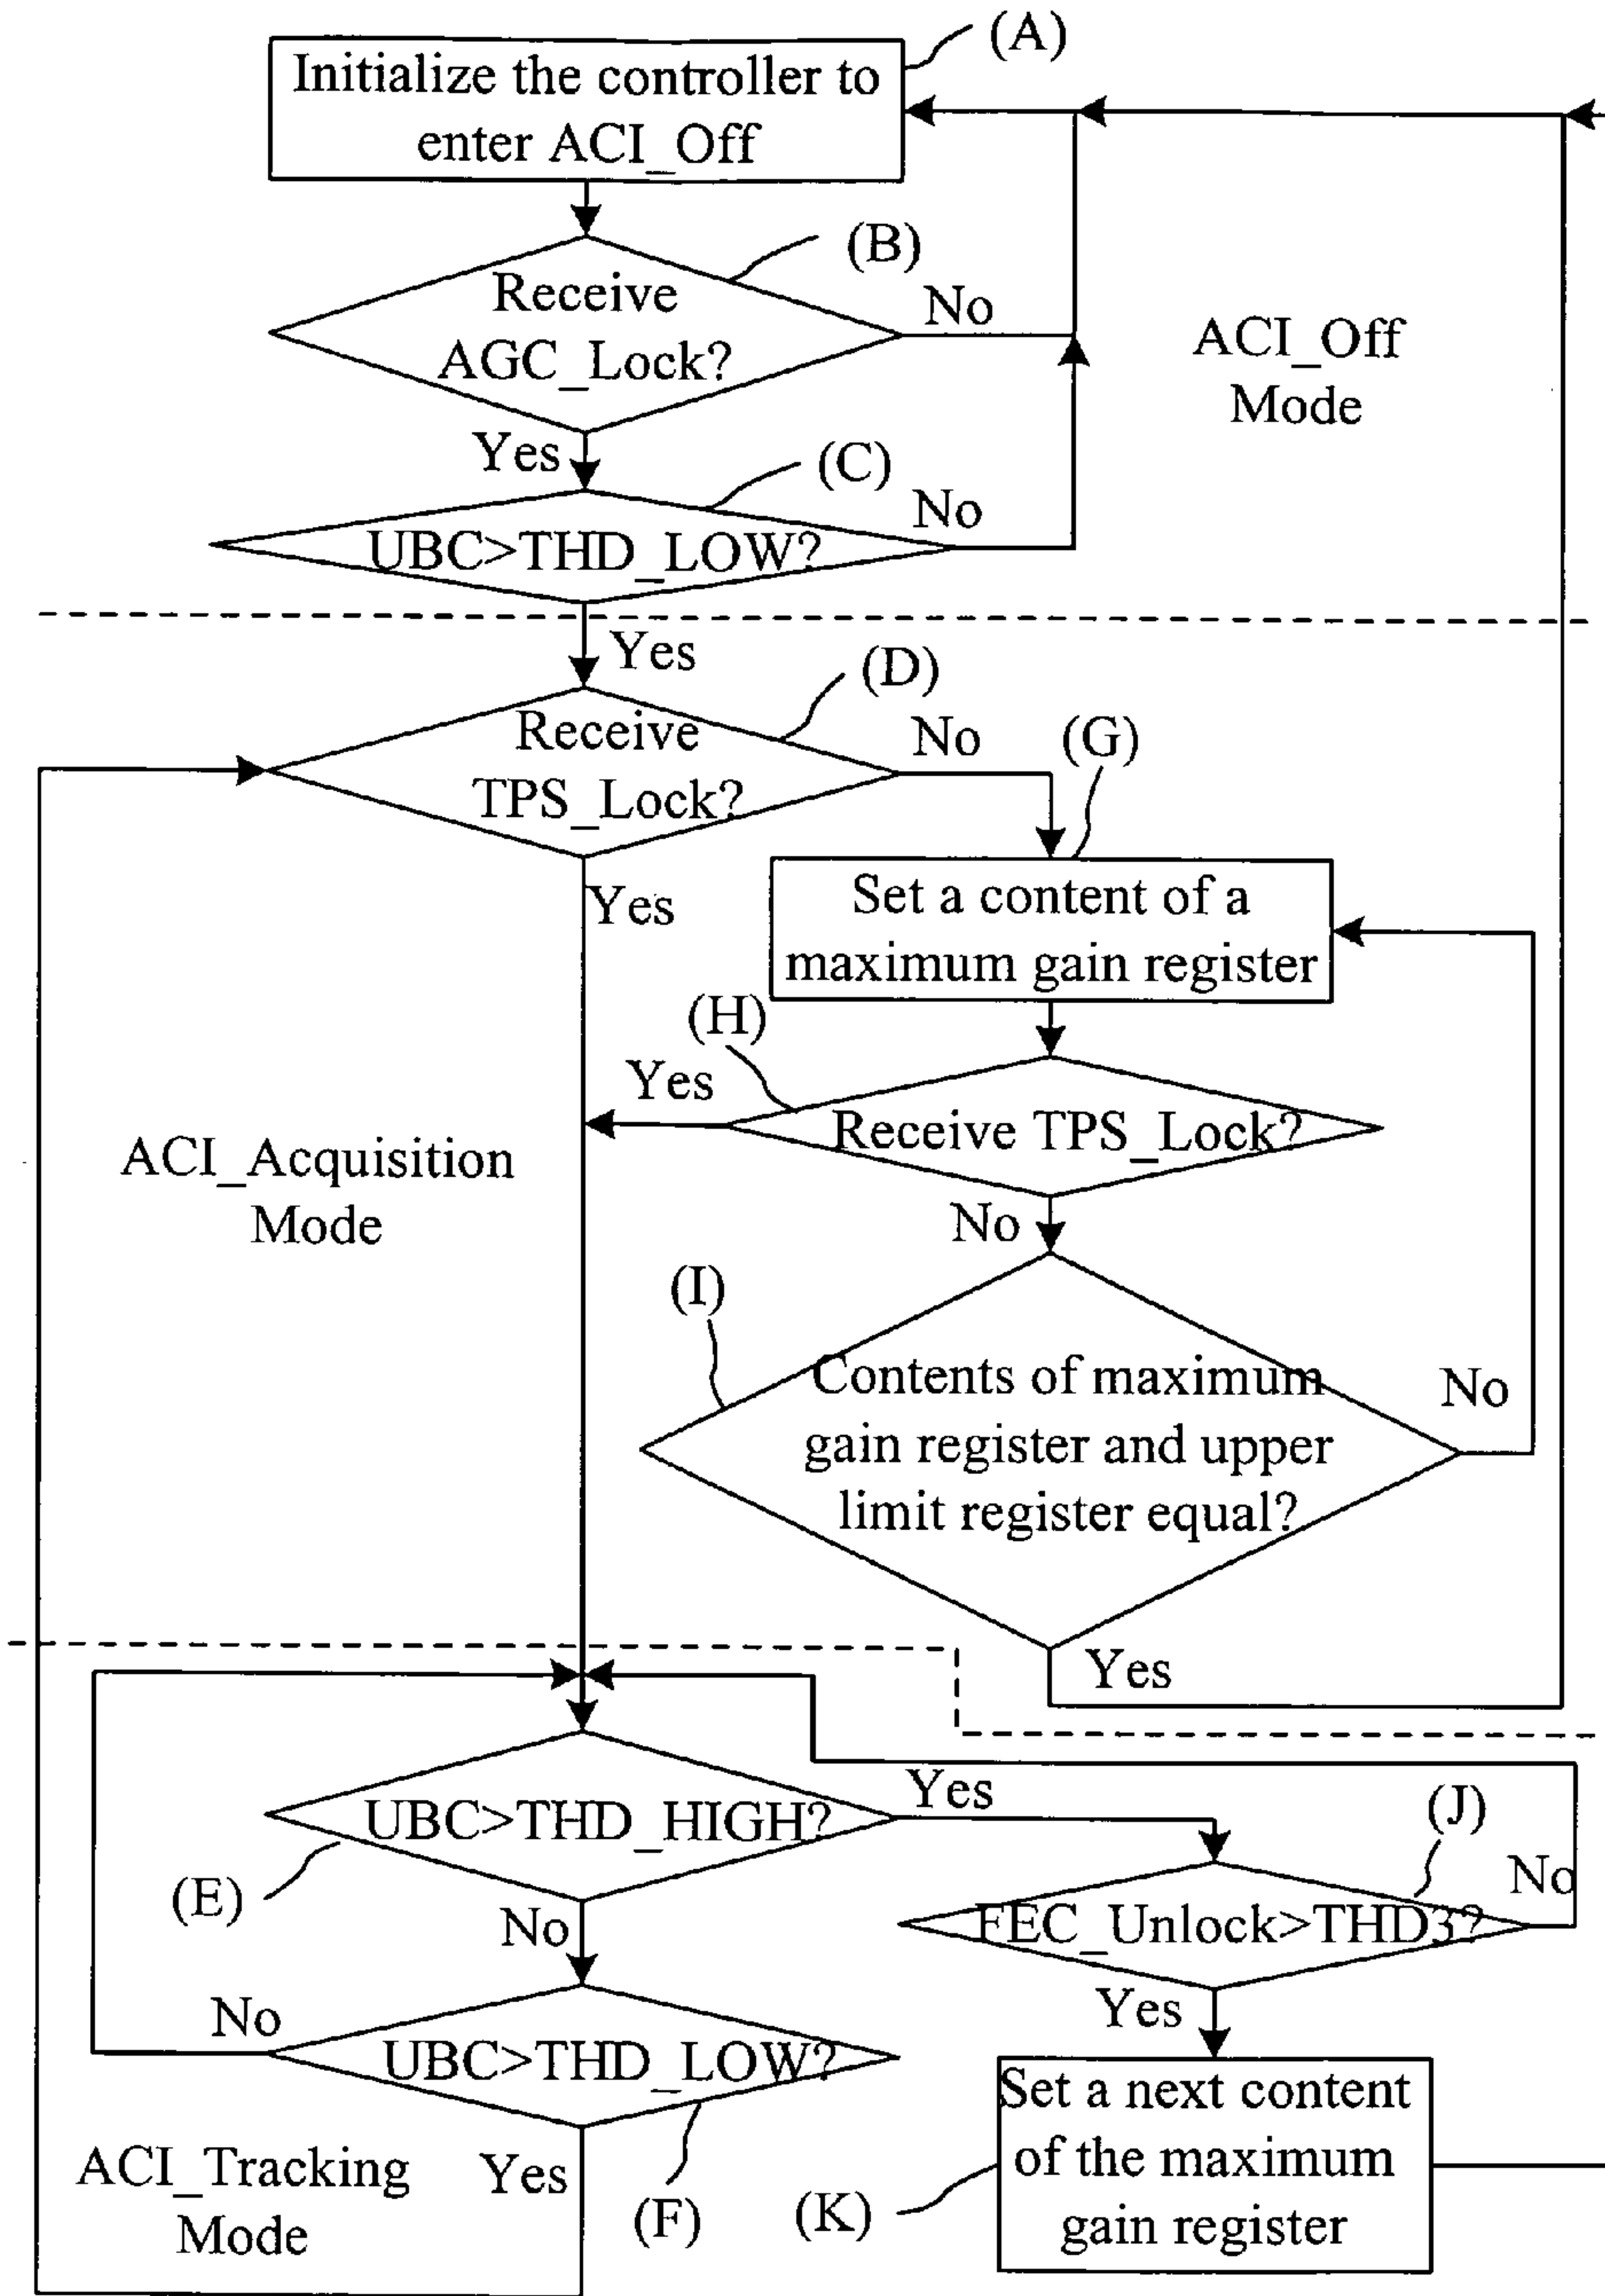 (A)
Initialize the controller to
enter ACI_Off
(B)
Receive
AGC_Lock?
No
ACI_Off
Mode
Yes
(C)
No
UBC>THD_LOW?
Yes
(D)
Receive
TPS_Lock?
No
(G)
Yes
Set a content of a
maximum gain register
(H)
Yes
Receive TPS_Lock?
ACI_Acquisition
Mode
No
(I)
Contents of maximum
gain register and upper
limit register equal?
No
Yes
UBC>THD_HIGH?
Yes
(J)
(E)
No
No
FEC_Unlock>THD3?
Yes
No
UBC>THD_LOW?
Set a next content
of the maximum
gain register
ACI_Tracking
Mode
Yes
(F)
(K)